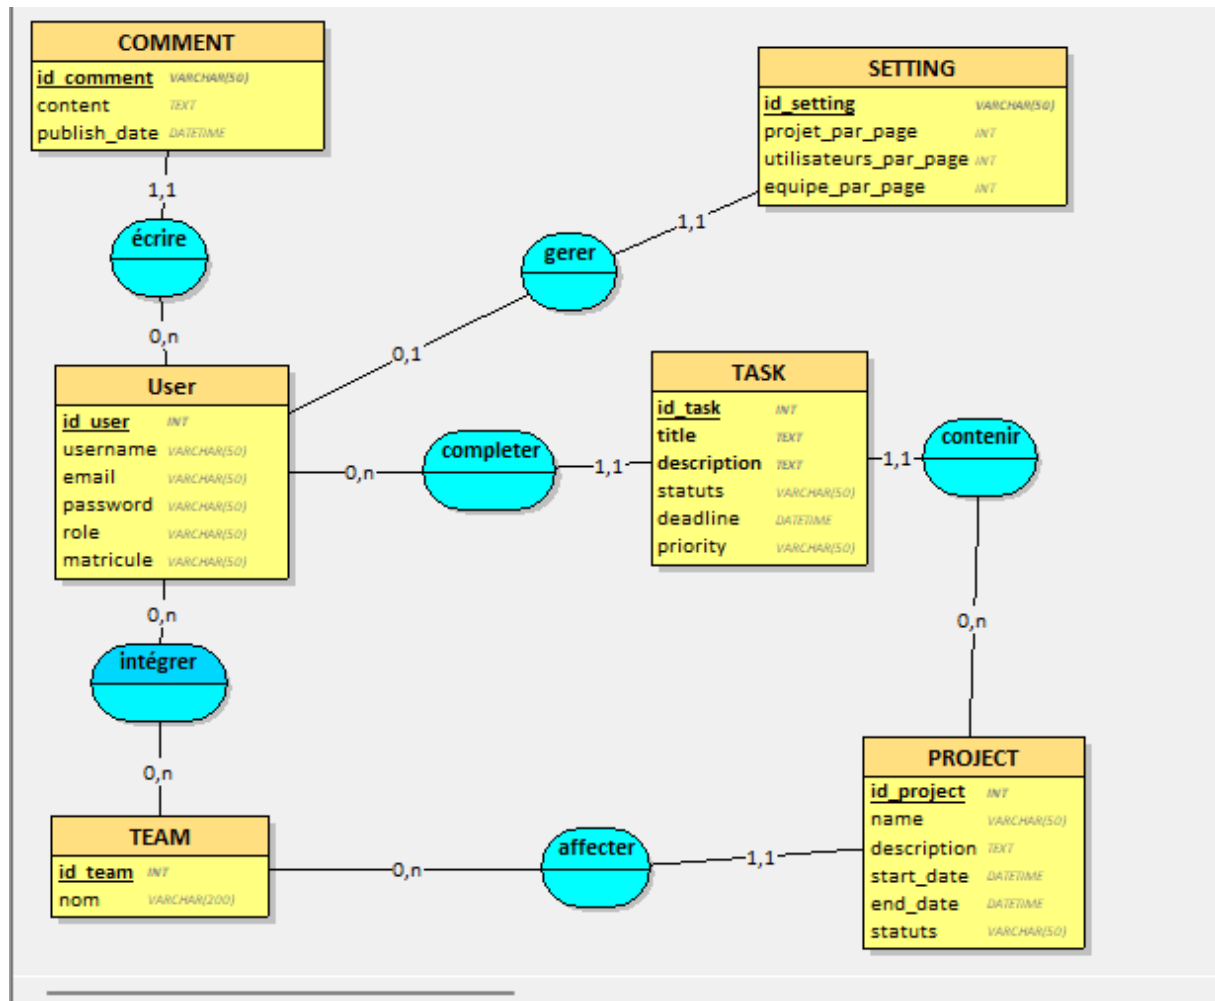 COMMENT
id_comment VARCHAR(50)
content TEXT
publish_date DATETIME
SETTING
id_setting VARCHAR(50)
projet_par_page INT
utilisateurs_par_page INT
equipe_par_page INT
1,1
écrire
0,n
1,1
gerer
0,1
User
id_user INT
username VARCHAR(50)
email VARCHAR(50)
password VARCHAR(50)
role VARCHAR(50)
matricule VARCHAR(50)
0,n
completer
1,1
TASK
id_task INT
title TEXT
description TEXT
statuts VARCHAR(50)
deadline DATETIME
priority VARCHAR(50)
1,1
contenir
0,n
0,n
intégrer
0,n
TEAM
id_team INT
nom VARCHAR(200)
0,n
affecter
1,1
PROJECT
id_project INT
name VARCHAR(50)
description TEXT
start_date DATETIME
end_date DATETIME
statuts VARCHAR(50)